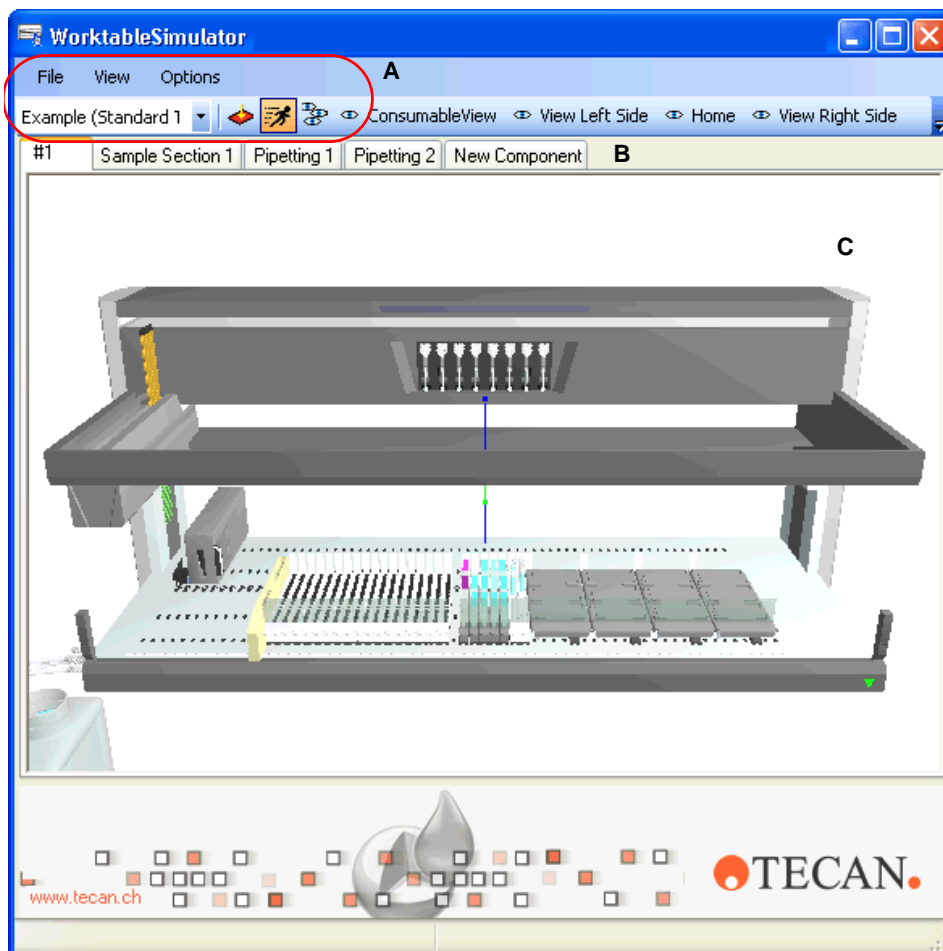 WorktableSimulator
File View Options A
Example (Standard 1 ConsumableView View Left Side Home View Right Side
#1 Sample Section 1 Pipetting 1 Pipetting 2 New Component B
C
TECAN.
www.tecan.ch